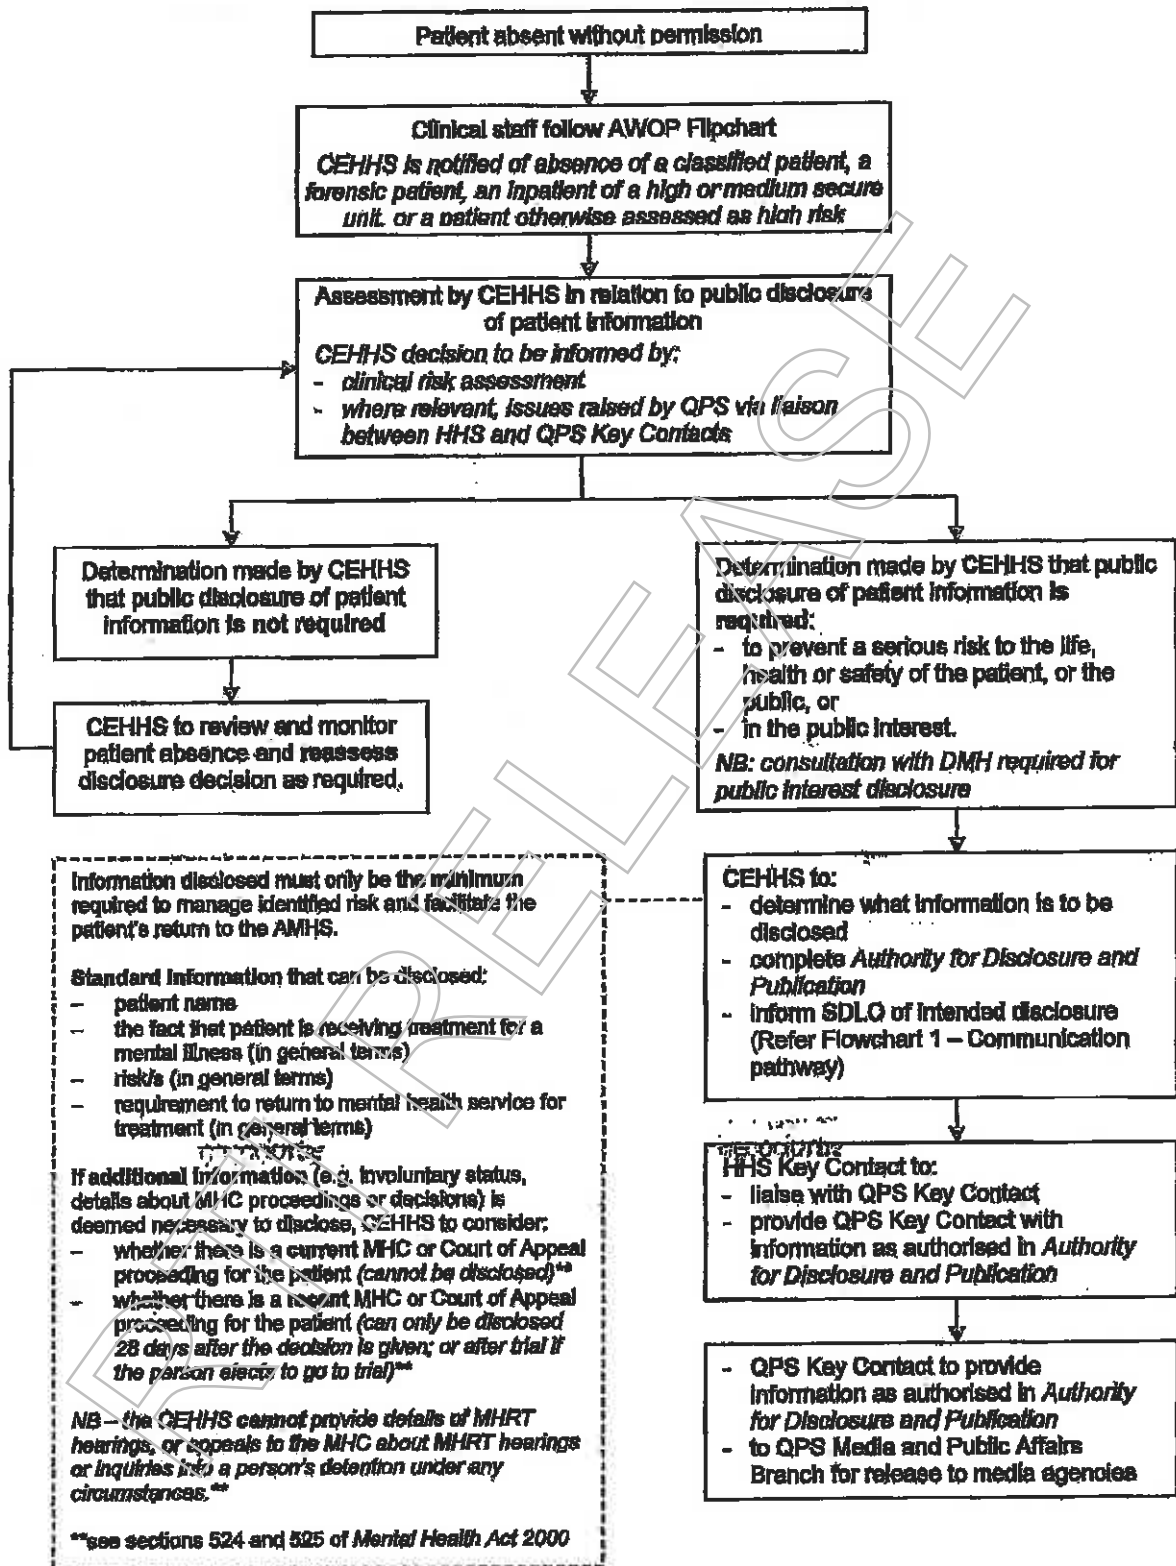 Patient absent without permission
Clinical staff follow AWOP Flipchart
CEHHS is notified of absence of a classified patient, a
forensic patient, an inpatient of a high or medium secure
unit. or a patient otherwise assessed as high risk
Assessment by CEHHS in relation to public disclosure
of patient information
CEHHS decision to be informed by:
- clinical risk assessment
- where relevant, issues raised by QPS via liaison
between HHS and QPS Key Contacts
Determination made by CEHHS
that public disclosure of patient
information is not required
CEHHS to review and monitor
patient absence and reassess
disclosure decision as required.
Determination made by CEHHS that public
disclosure of patient information is
required:
- to prevent a serious risk to the life,
health or safety of the patient, or the
public, or
- in the public interest.
NB: consultation with DMH required for
public interest disclosure
CEHHS to:
- determine what information is to be
disclosed
- complete Authority for Disclosure and
Publication
- inform SDLO of intended disclosure
(Refer Flowchart 1 – Communication
pathway)
HHS Key Contact to:
- liaise with QPS Key Contact
- provide QPS Key Contact with
information as authorised in Authority
for Disclosure and Publication
- QPS Key Contact to provide
information as authorised in Authority
for Disclosure and Publication
- to QPS Media and Public Affairs
Branch for release to media agencies
Information disclosed must only be the minimum
required to manage identified risk and facilitate the
patient's return to the AMHS.
Standard information that can be disclosed:
– patient name
– the fact that patient is receiving treatment for a
mental illness (in general terms)
– risk/s (in general terms)
– requirement to return to mental health service for
treatment (in general terms)
If additional information (e.g. involuntary status,
details about MHC proceedings or decisions) is
deemed necessary to disclose, CEHHS to consider:
– whether there is a current MHC or Court of Appeal
proceeding for the patient (cannot be disclosed)**
– whether there is a recent MHC or Court of Appeal
proceeding for the patient (can only be disclosed
28 days after the decision is given; or after trial if
the person elects to go to trial)**
NB – the CEHHS cannot provide details of MHRT
hearings, or appeals to the MHC about MHRT hearings
or inquiries into a person's detention under any
circumstances.**
**see sections 524 and 525 of Mental Health Act 2000
RTI RELEASE